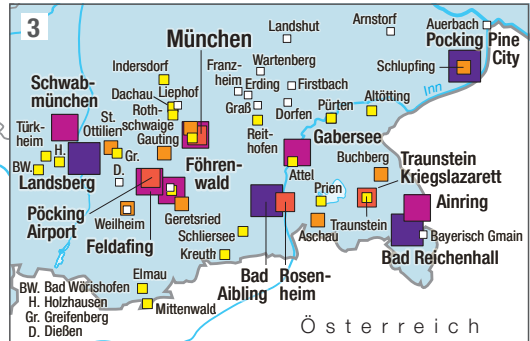 3
Landshut
Arnstorf
Auerbach
Pocking Pine
City
München
Schlupfing
Inn
Indersdorf
Franz-
heim
Wartenberg
Erding
Firstbach
Schwab-
münchen
Dachau
Liephof
Roth-
schwaige
Graß
Dorfen
Pürten
Altötting
St.
Ottilien
Gauting
Reit-
hofen
Türk-
heim
H.
Gr.
Gabersee
Buchberg
BW.
Landsberg
D.
Föhren-
wald
Attel
Traunstein
Kriegslazarett
Pöcking
Airport
Weilheim
Geretsried
Prien
Ainring
Feldafing
Schliersee
Aschau
Traunstein
Bayerisch Gmain
Kreuth
Bad
Aibling
Rosen-
heim
Bad Reichenhall
Elmau
Mittenwald
BW. Bad Wörishofen
H. Holzhausen
Gr. Greifenberg
D. Dießen
Österreich